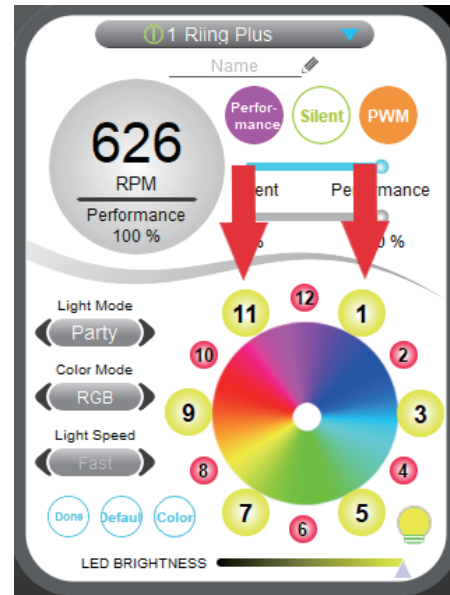 1 Riing Plus
Name
626
RPM
Performance
100 %
Perfor-
mance
Silent
PWM
12
11
1
10
2
9
3
8
4
7
5
6
Light Mode
Party
Color Mode
RGB
Light Speed
Fast
Done
Defaul
Color
LED BRIGHTNESS